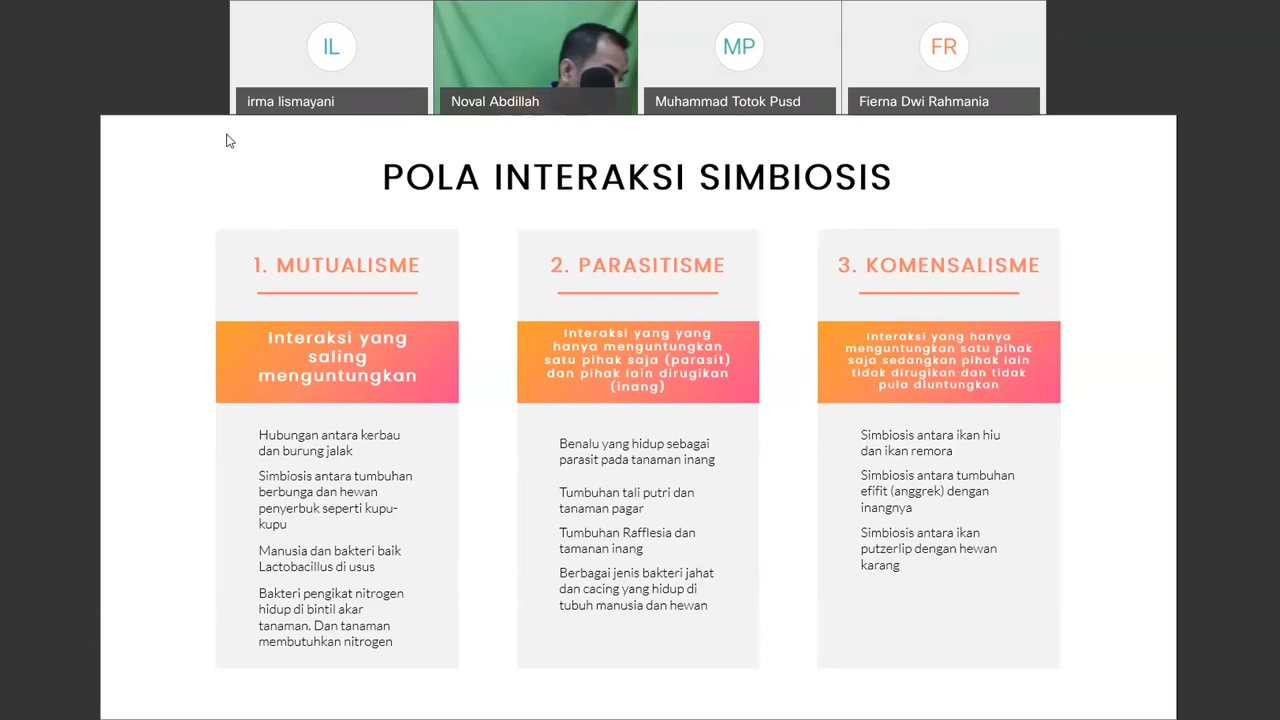 IL
MP
FR
irma lismayani
Noval Abdillah
Muhammad Totok Pusd
Fierna Dwi Rahmania
POLA INTERAKSI SIMBIOSIS
1. MUTUALISME
Interaksi yang
saling
menguntungkan
Hubungan antara kerbau
dan burung jalak
Simbiosis antara tumbuhan
berbunga dan hewan
penyerbuk seperti kupu-
kupu
Manusia dan bakteri baik
Lactobacillus di usus
Bakteri pengikat nitrogen
hidup di bintil akar
tanaman. Dan tanaman
membutuhkan nitrogen
2. PARASITISME
Interaksi yang yang
hanya menguntungkan
satu pihak saja (parasit)
dan pihak lain dirugikan
(inang)
Benalu yang hidup sebagai
parasit pada tanaman inang
Tumbuhan tali putri dan
tanaman pagar
Tumbuhan Rafflesia dan
tamanan inang
Berbagai jenis bakteri jahat
dan cacing yang hidup di
tubuh manusia dan hewan
3. KOMENSALISME
Interaksi yang hanya
menguntungkan satu pihak
saja sedangkan pihak lain
tidak dirugikan dan tidak
pula diuntungkan
Simbiosis antara ikan hiu
dan ikan remora
Simbiosis antara tumbuhan
efifit (anggrek) dengan
inangnya
Simbiosis antara ikan
putzerlip dengan hewan
karang